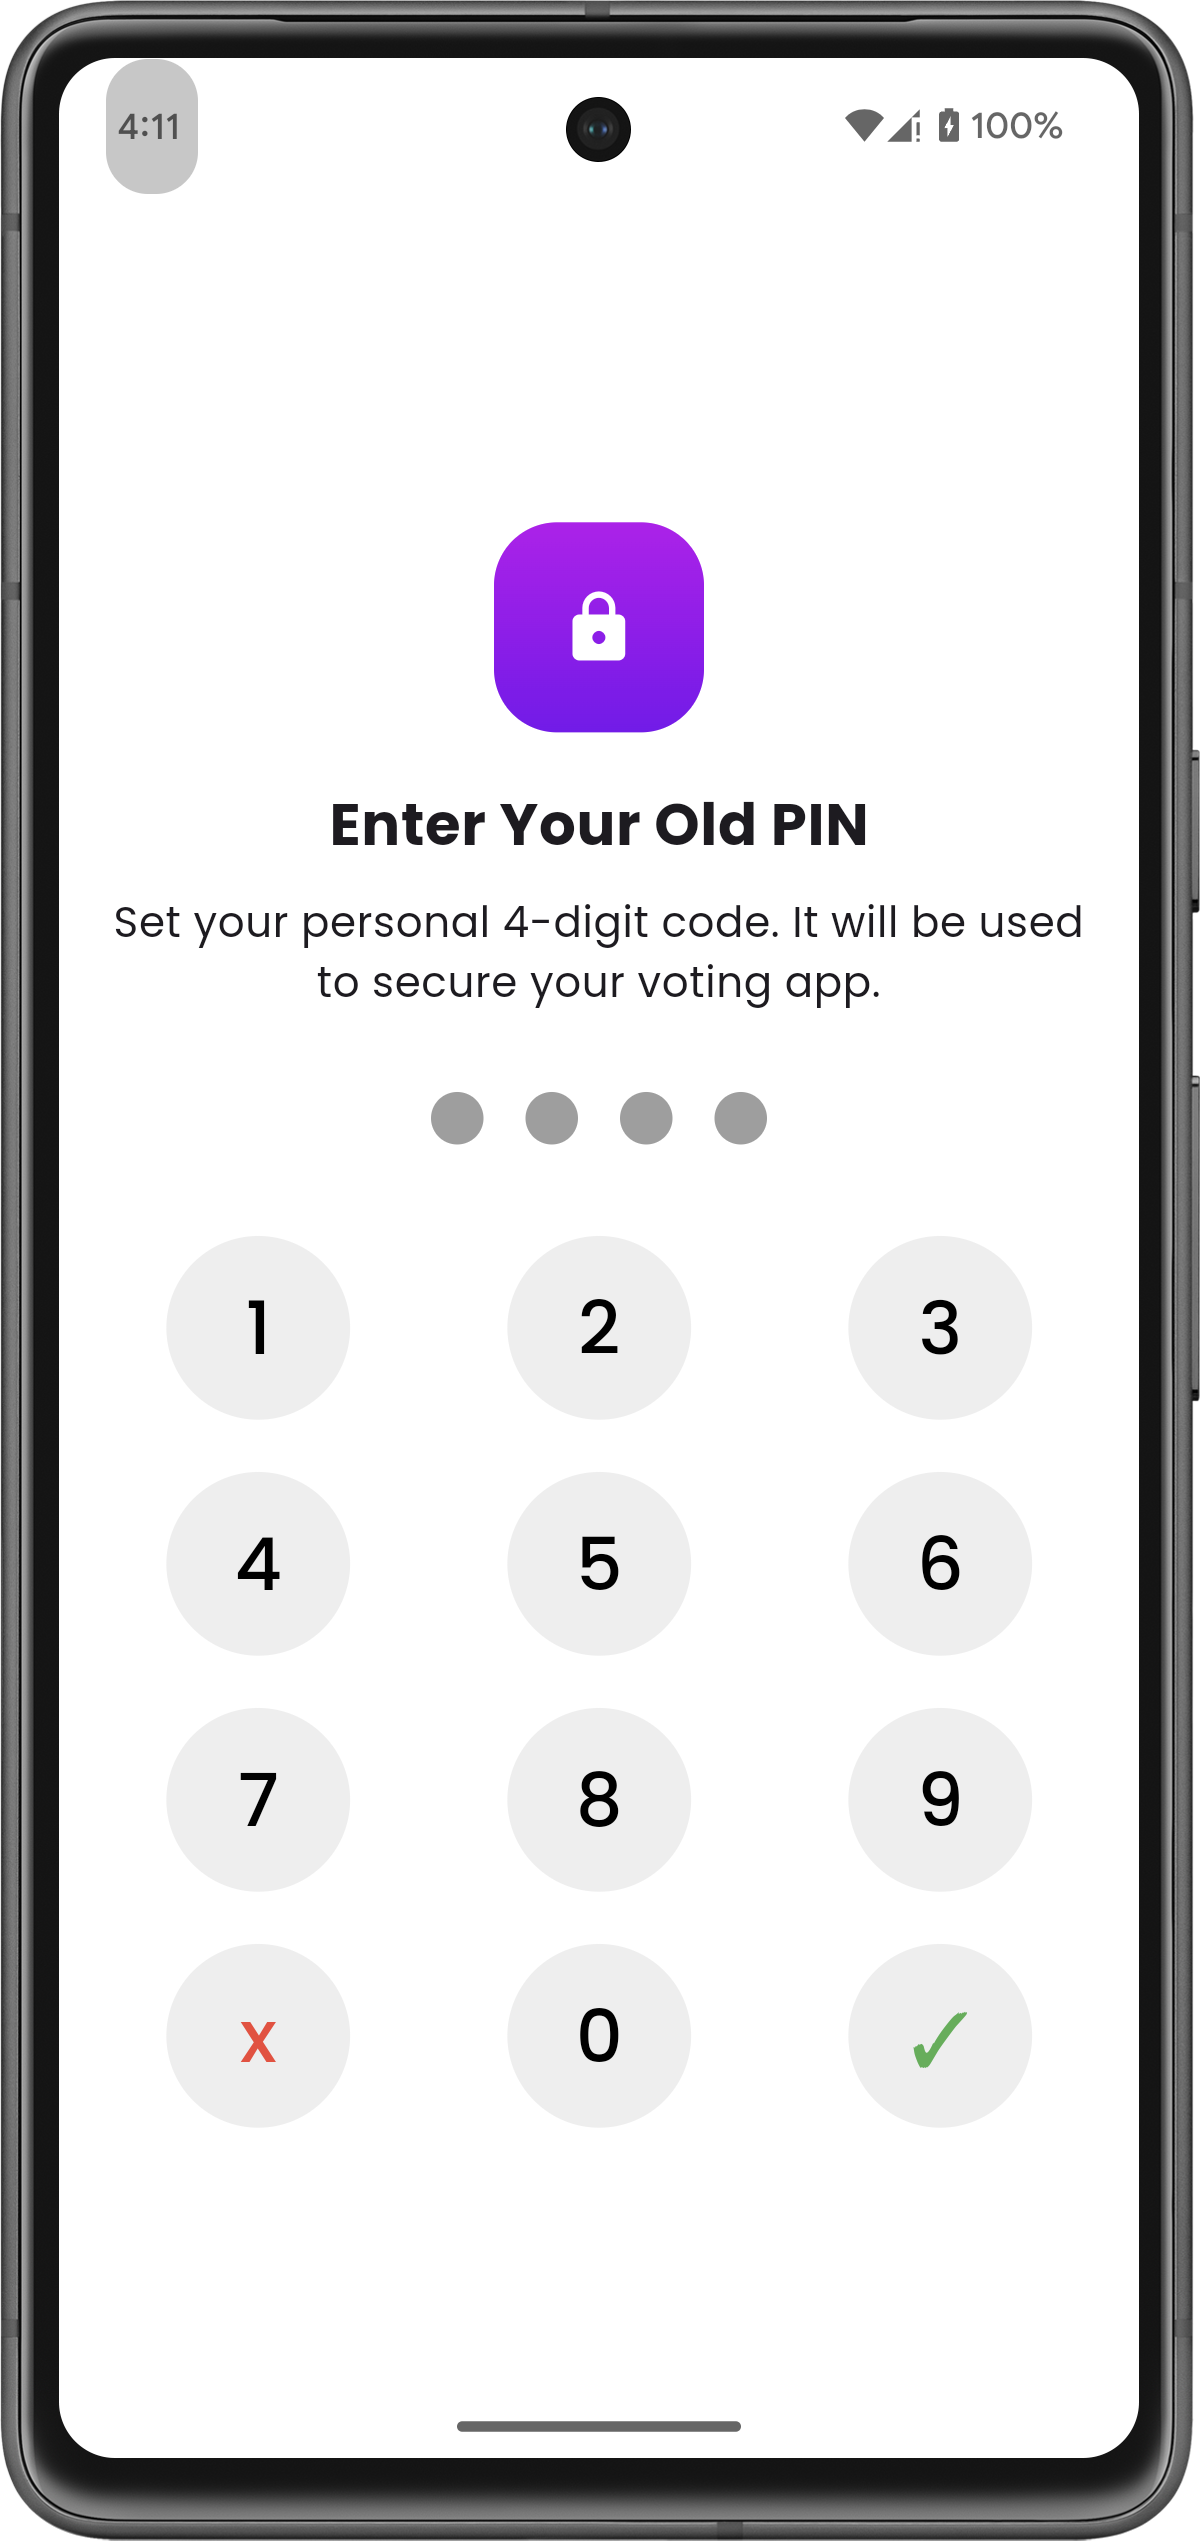 4:11 100%
Enter Your Old PIN
Set your personal 4-digit code. It will be used
to secure your voting app.
1 2 3
4 5 6
7 8 9
x 0 ✓